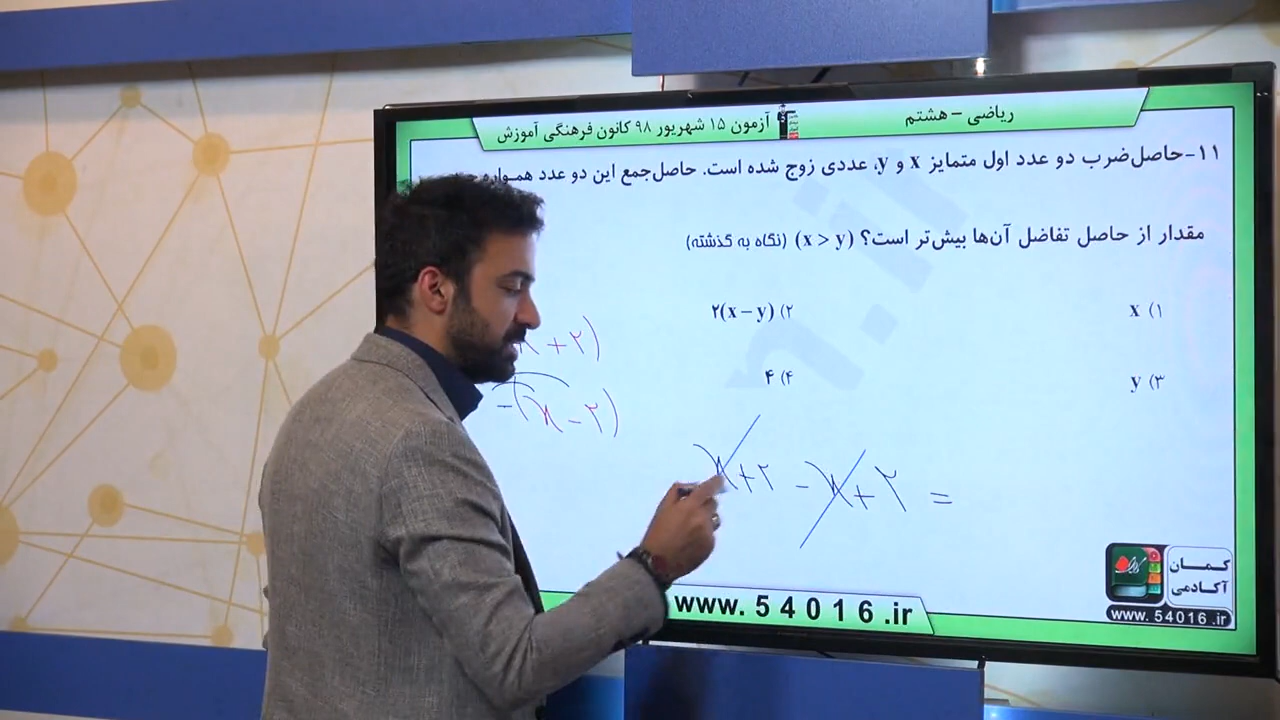 ریاضی - هشتم
آزمون ۱۵ شهریور ۹۸ کانون فرهنگی آموزش
۱۱- حاصل‌ضرب دو عدد اول متمایز x و y، عددی زوج شده است. حاصل‌جمع این دو عدد همواره
مقدار از حاصل تفاضل آن‌ها بیش‌تر است؟ (x > y) (نگاه به گذشته)
۱) x
۲) ۲(x – y)
۳) y
۴) ۴
x + ۲)
-(x - ۲)
x + ۲ - x + ۲ =
کمان
آکادمی
www. 54016 .ir
www. 5 4 0 1 6 .ir